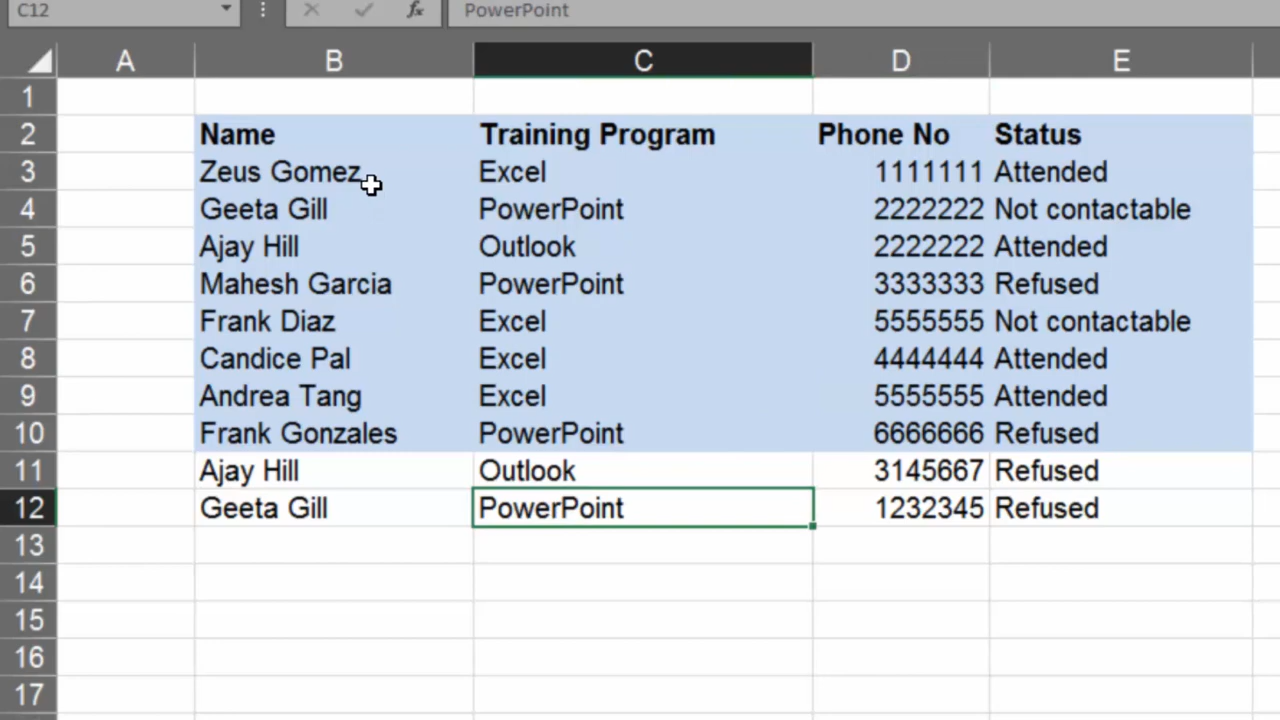 C12 fx PowerPoint
A B C D E
1
2 Name Training Program Phone No Status
3 Zeus Gomez Excel 1111111 Attended
4 Geeta Gill PowerPoint 2222222 Not contactable
5 Ajay Hill Outlook 2222222 Attended
6 Mahesh Garcia PowerPoint 3333333 Refused
7 Frank Diaz Excel 5555555 Not contactable
8 Candice Pal Excel 4444444 Attended
9 Andrea Tang Excel 5555555 Attended
10 Frank Gonzales PowerPoint 6666666 Refused
11 Ajay Hill Outlook 3145667 Refused
12 Geeta Gill PowerPoint 1232345 Refused
13
14
15
16
17